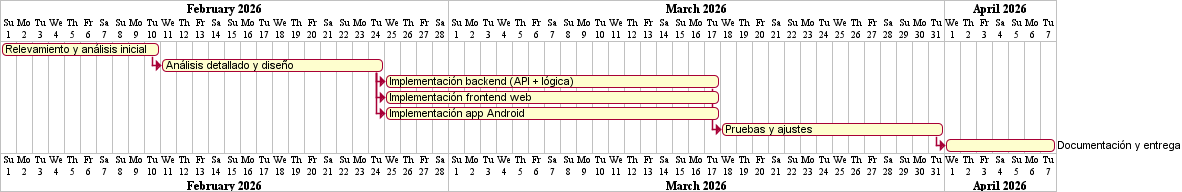 February 2026 March 2026 April 2026
Su Mo Tu We Th Fr Sa Su Mo Tu We Th Fr Sa Su Mo Tu We Th Fr Sa Su Mo Tu We Th Fr Sa Su Mo Tu We Th Fr Sa Su Mo Tu We Th Fr Sa Su Mo Tu We Th Fr Sa Su Mo Tu We Th Fr Sa Su Mo Tu We Th Fr Sa Su Mo Tu
1 2 3 4 5 6 7 8 9 10 11 12 13 14 15 16 17 18 19 20 21 22 23 24 25 26 27 28 1 2 3 4 5 6 7 8 9 10 11 12 13 14 15 16 17 18 19 20 21 22 23 24 25 26 27 28 29 30 31 1 2 3 4 5 6 7
Relevamiento y análisis inicial
Análisis detallado y diseño
Implementación backend (API + lógica)
Implementación frontend web
Implementación app Android
Pruebas y ajustes
Documentación y entrega
Su Mo Tu We Th Fr Sa Su Mo Tu We Th Fr Sa Su Mo Tu We Th Fr Sa Su Mo Tu We Th Fr Sa Su Mo Tu We Th Fr Sa Su Mo Tu We Th Fr Sa Su Mo Tu We Th Fr Sa Su Mo Tu We Th Fr Sa Su Mo Tu We Th Fr Sa Su Mo Tu
1 2 3 4 5 6 7 8 9 10 11 12 13 14 15 16 17 18 19 20 21 22 23 24 25 26 27 28 1 2 3 4 5 6 7 8 9 10 11 12 13 14 15 16 17 18 19 20 21 22 23 24 25 26 27 28 29 30 31 1 2 3 4 5 6 7
February 2026 March 2026 April 2026